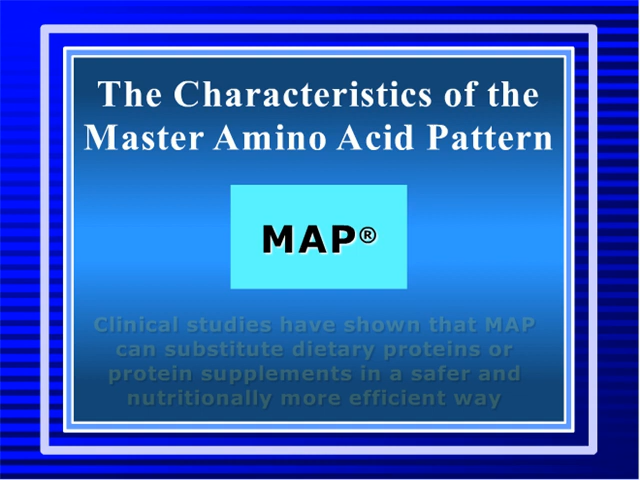 The Characteristics of the
Master Amino Acid Pattern
MAP®
Clinical studies have shown that MAP
can substitute dietary proteins or
protein supplements in a safer and
nutritionally more efficient way